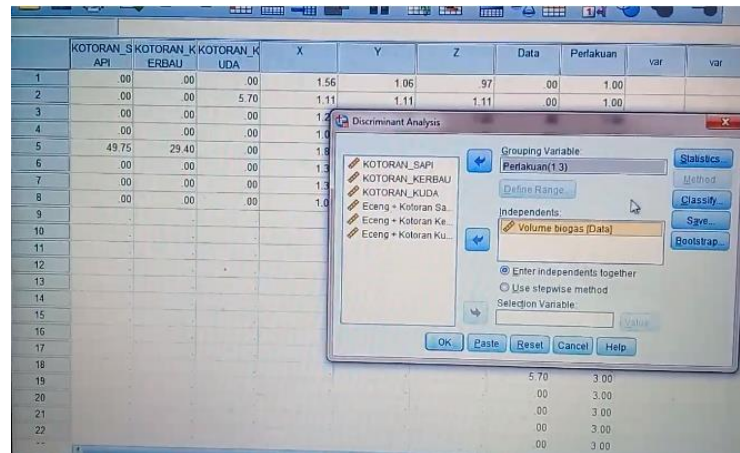 KOTORAN_SAPI KOTORAN_KERBAU KOTORAN_KUDA X Y Z Data Perlakuan var var
1 .00 .00 .00 1.56 1.06 .97 .00 1.00
2 .00 .00 5.70 1.11 1.11 1.11 .00 1.00
3 .00 .00 .00
4 .00 .00 .00
5 49.75 29.40 .00
6 .00 .00 .00
7 .00 .00 .00
8 .00 .00 .00
9
10
11
12
13
14
15
16
17
18
19 5.70 3.00
20 .00 3.00
21 .00 3.00
22 .00 3.00
.00 3.00
Discriminant Analysis
KOTORAN_SAPI
KOTORAN_KERBAU
KOTORAN_KUDA
Eceng + Kotoran Sa...
Eceng + Kotoran Ke...
Eceng + Kotoran Ku...
Grouping Variable:
Perlakuan(1 3)
Define Range...
Independents:
Volume biogas [Data]
Enter independents together
Use stepwise method
Selection Variable:
Value...
Statistics...
Method...
Classify...
Save...
Bootstrap...
OK Paste Reset Cancel Help